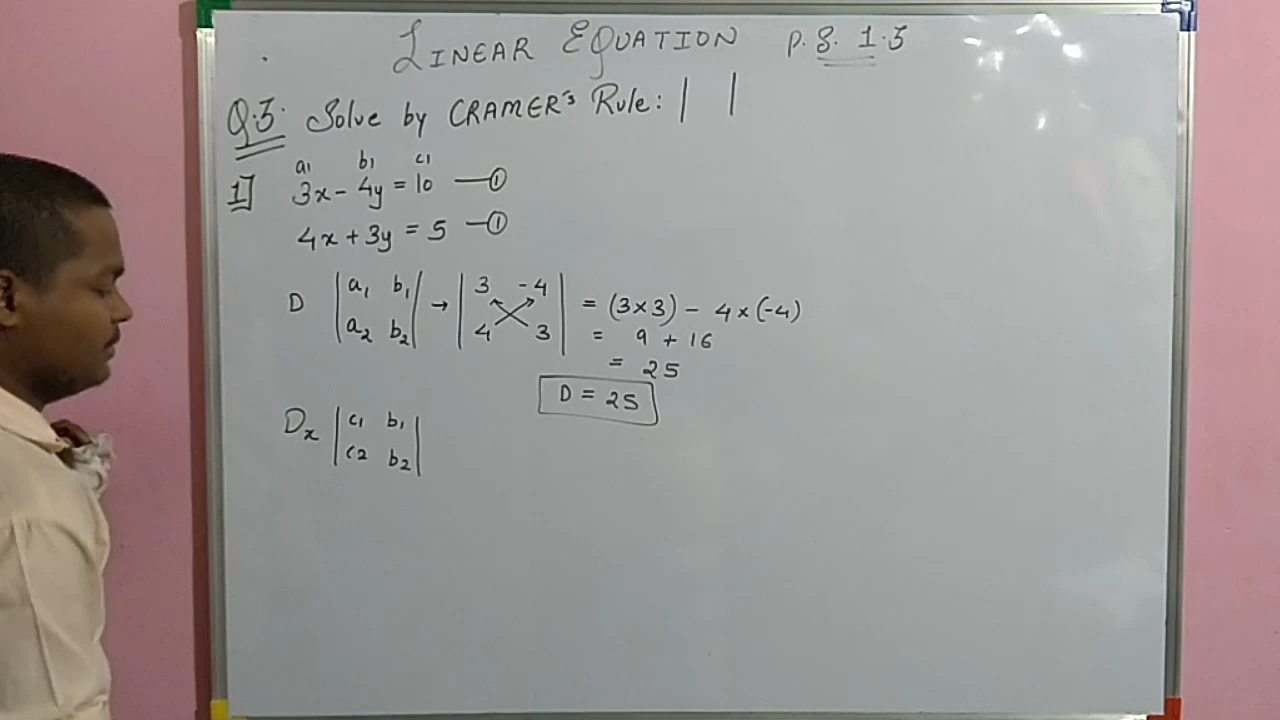 LINEAR EQUATION P.S. 1.3
Q.3. Solve by CRAMER'S Rule: | |
a₁ b₁ c₁
1] 3x - 4y = 10 —①
4x + 3y = 5 —①
D |a₁ b₁| → |3 -4| = (3×3) - 4×(-4)
|a₂ b₂| |4 3| = 9 + 16
= 25
D = 25
Dₓ |c₁ b₁|
|c₂ b₂|